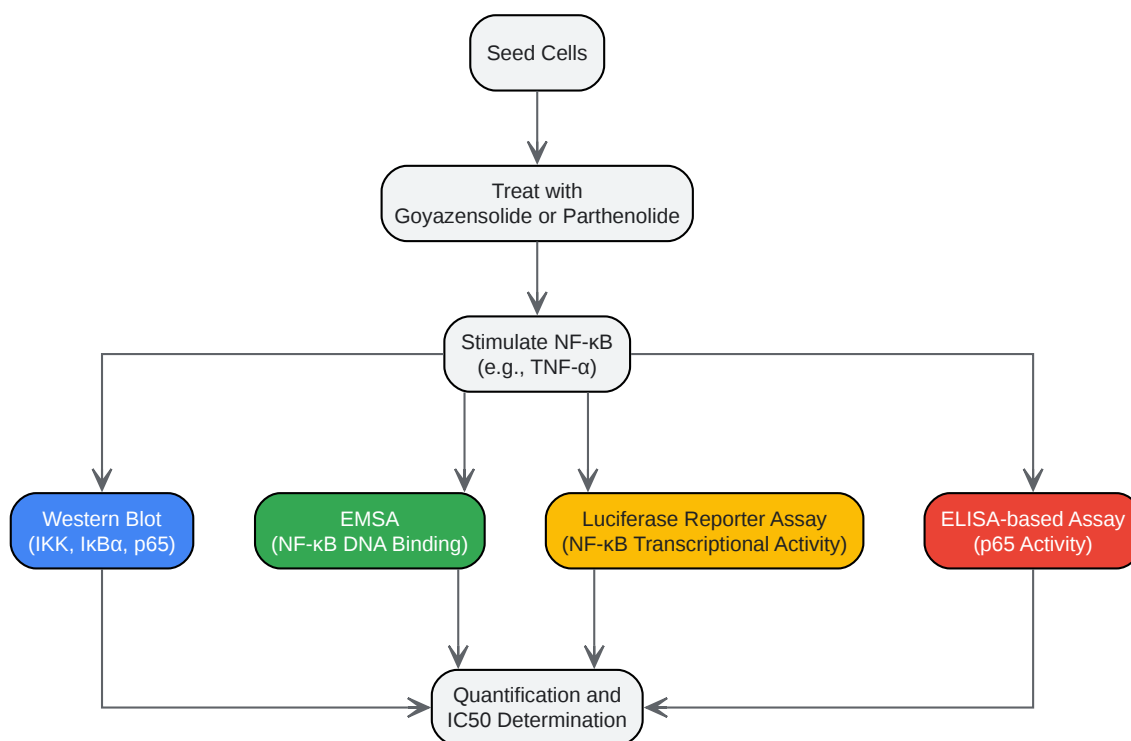 Seed Cells
Treat with
Goyazensolide or Parthenolide
Stimulate NF-κB
(e.g., TNF-α)
Western Blot
(IKK, IκBα, p65)
EMSA
(NF-κB DNA Binding)
Luciferase Reporter Assay
(NF-κB Transcriptional Activity)
ELISA-based Assay
(p65 Activity)
Quantification and
IC50 Determination